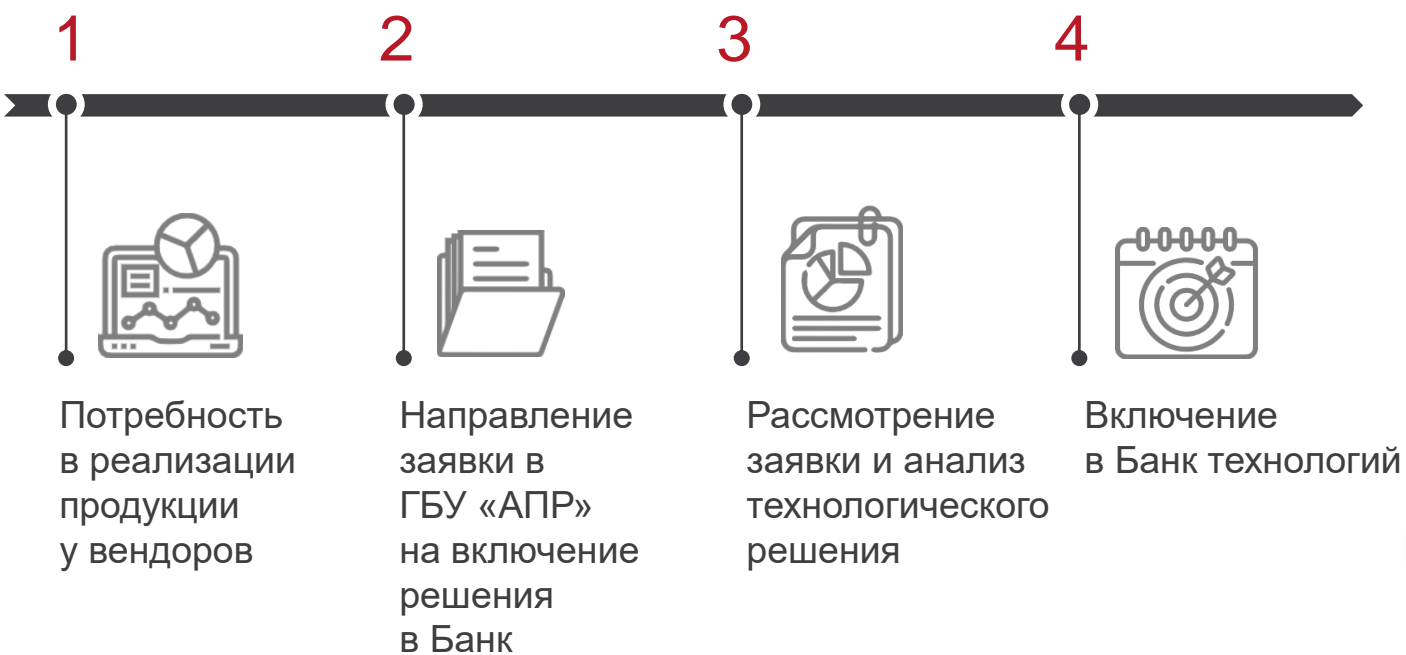 1
2
3
4
Потребность
в реализации
продукции
у вендоров
Направление
заявки в
ГБУ «АПР»
на включение
решения
в Банк
Рассмотрение
заявки и анализ
технологического
решения
Включение
в Банк технологий